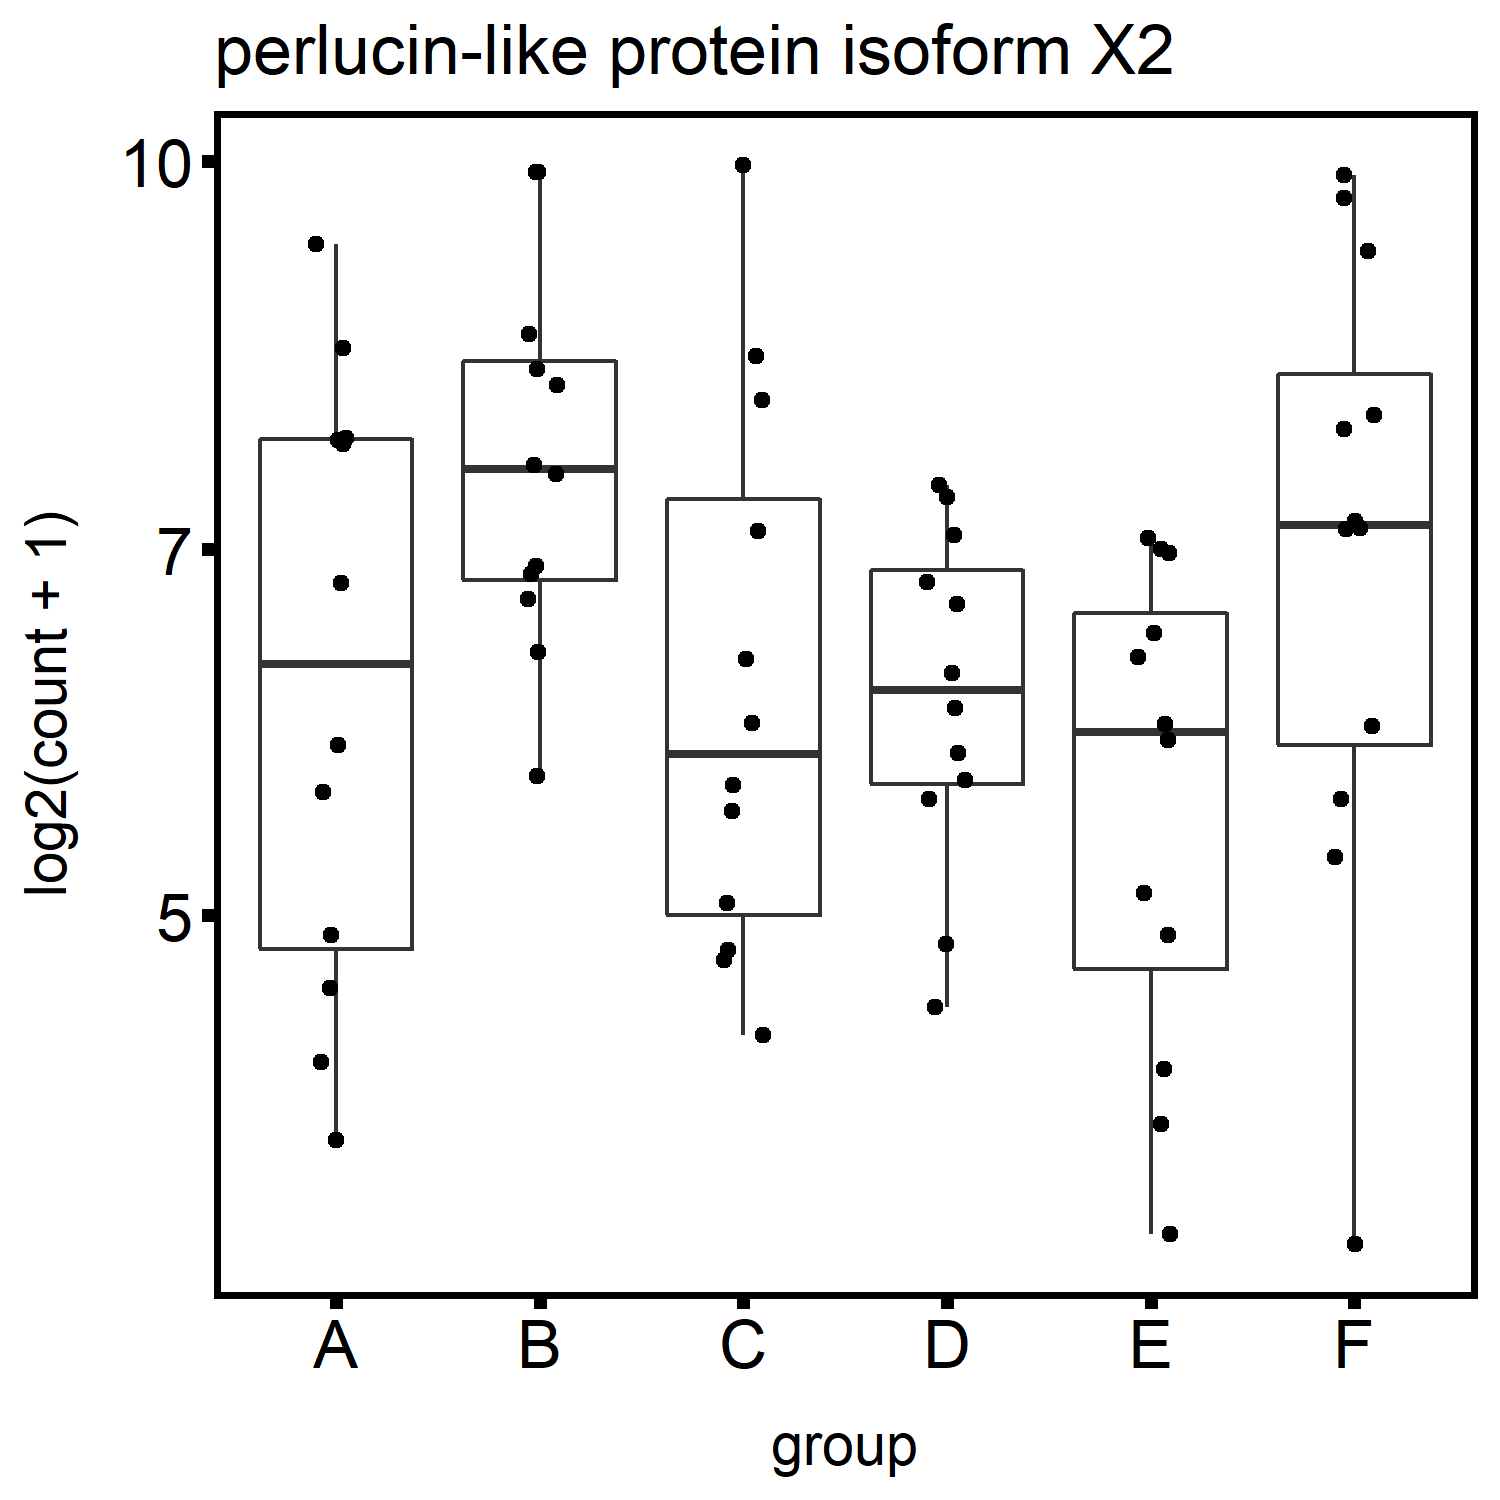 perlucin-like protein isoform X2
10
7
5
log2(count + 1)
A B C D E F
group